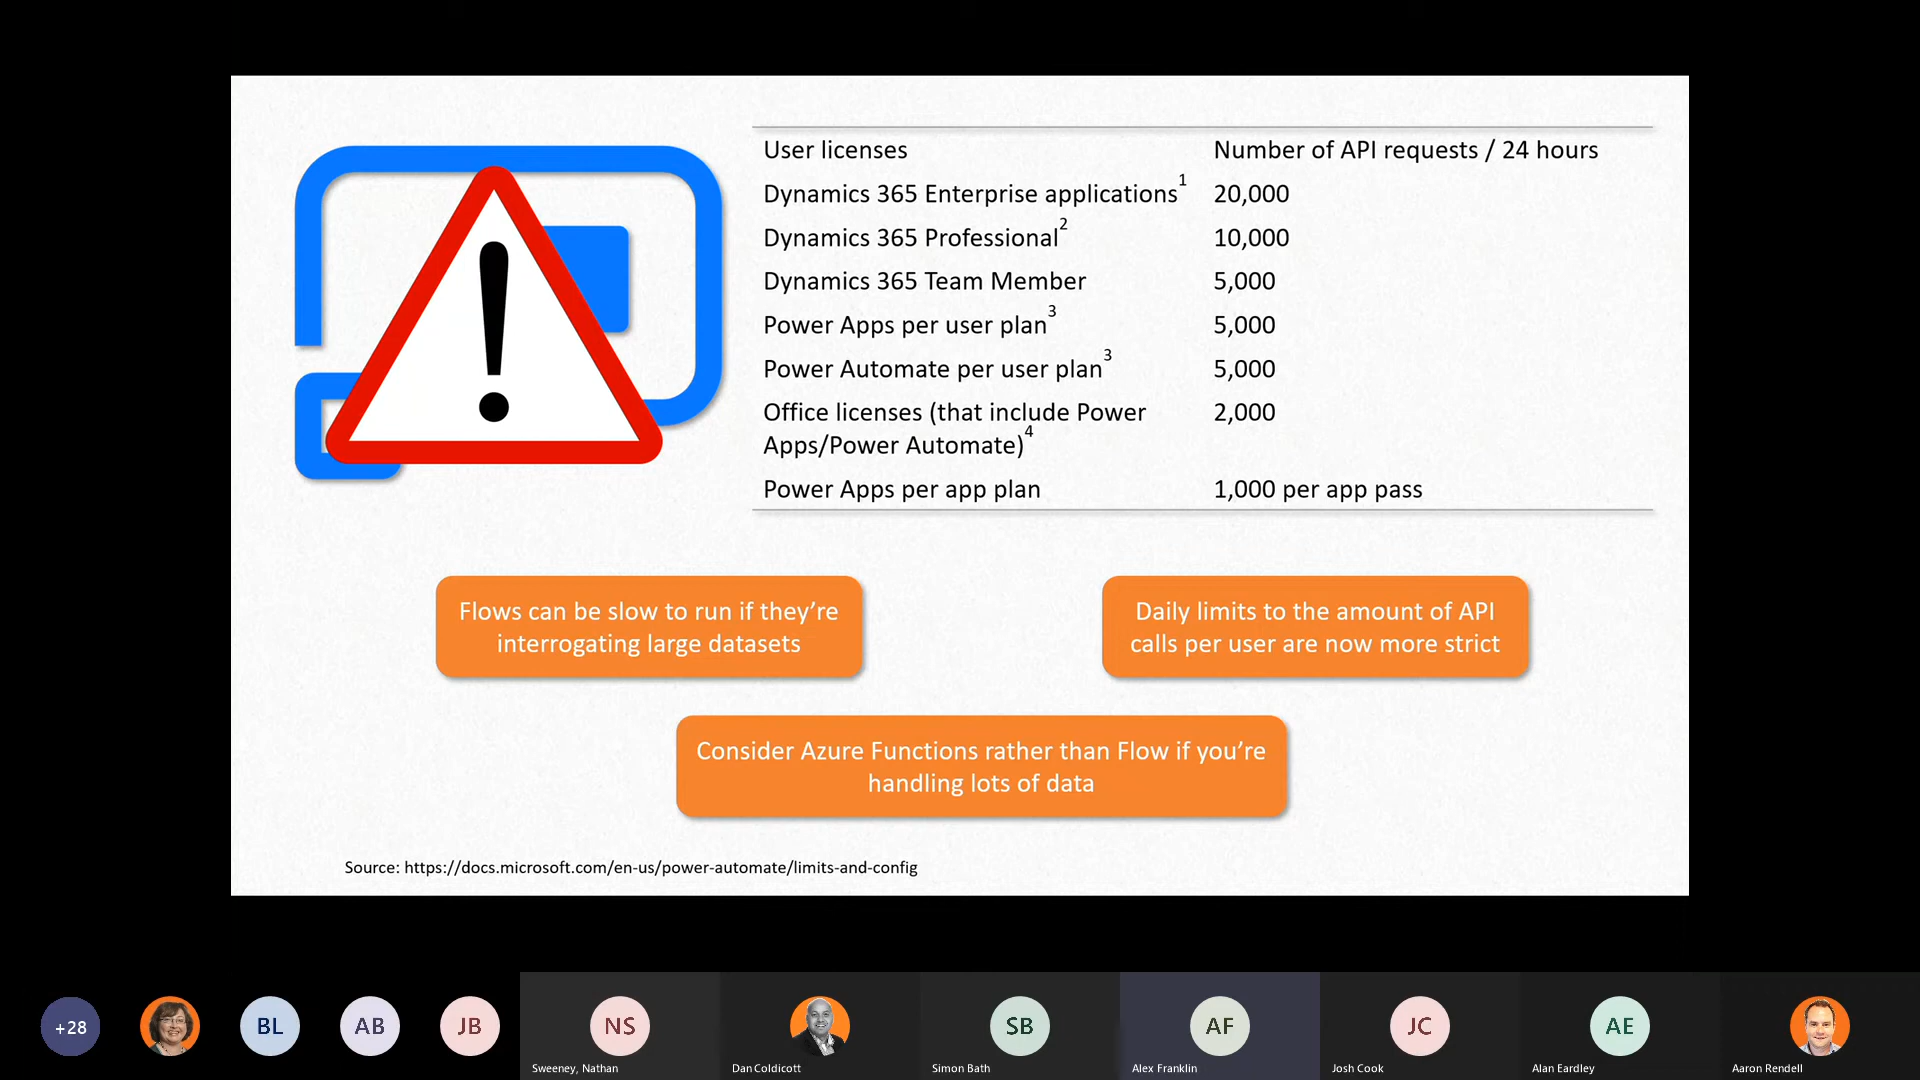 User licenses Number of API requests / 24 hours
Dynamics 365 Enterprise applications1 20,000
Dynamics 365 Professional2 10,000
Dynamics 365 Team Member 5,000
Power Apps per user plan3 5,000
Power Automate per user plan3 5,000
Office licenses (that include Power 2,000
Apps/Power Automate)4
Power Apps per app plan 1,000 per app pass
!
Flows can be slow to run if they’re
interrogating large datasets
Daily limits to the amount of API
calls per user are now more strict
Consider Azure Functions rather than Flow if you’re
handling lots of data
Source: https://docs.microsoft.com/en-us/power-automate/limits-and-config
+28
BL
AB
JB
NS
SB
AF
JC
AE
Sweeney, Nathan
Dan Coldicott
Simon Bath
Alex Franklin
Josh Cook
Alan Eardley
Aaron Rendell